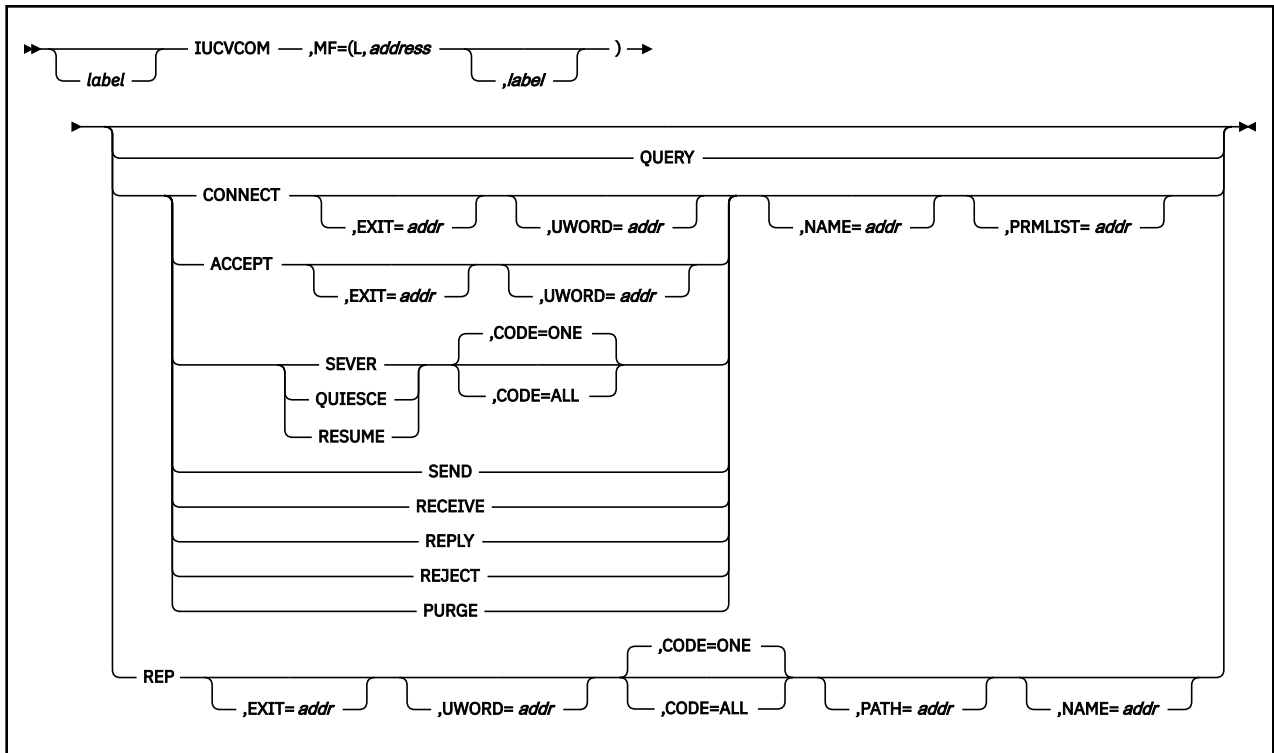 IUCVCOM ,MF=(L, address )
label ,label
QUERY
CONNECT
,EXIT= addr ,UWORD= addr ,NAME= addr ,PRMLIST= addr
ACCEPT
,EXIT= addr ,UWORD= addr
,CODE=ONE
SEVER
QUIESCE ,CODE=ALL
RESUME
SEND
RECEIVE
REPLY
REJECT
PURGE
,CODE=ONE
REP
,EXIT= addr ,UWORD= addr ,CODE=ALL ,PATH= addr ,NAME= addr